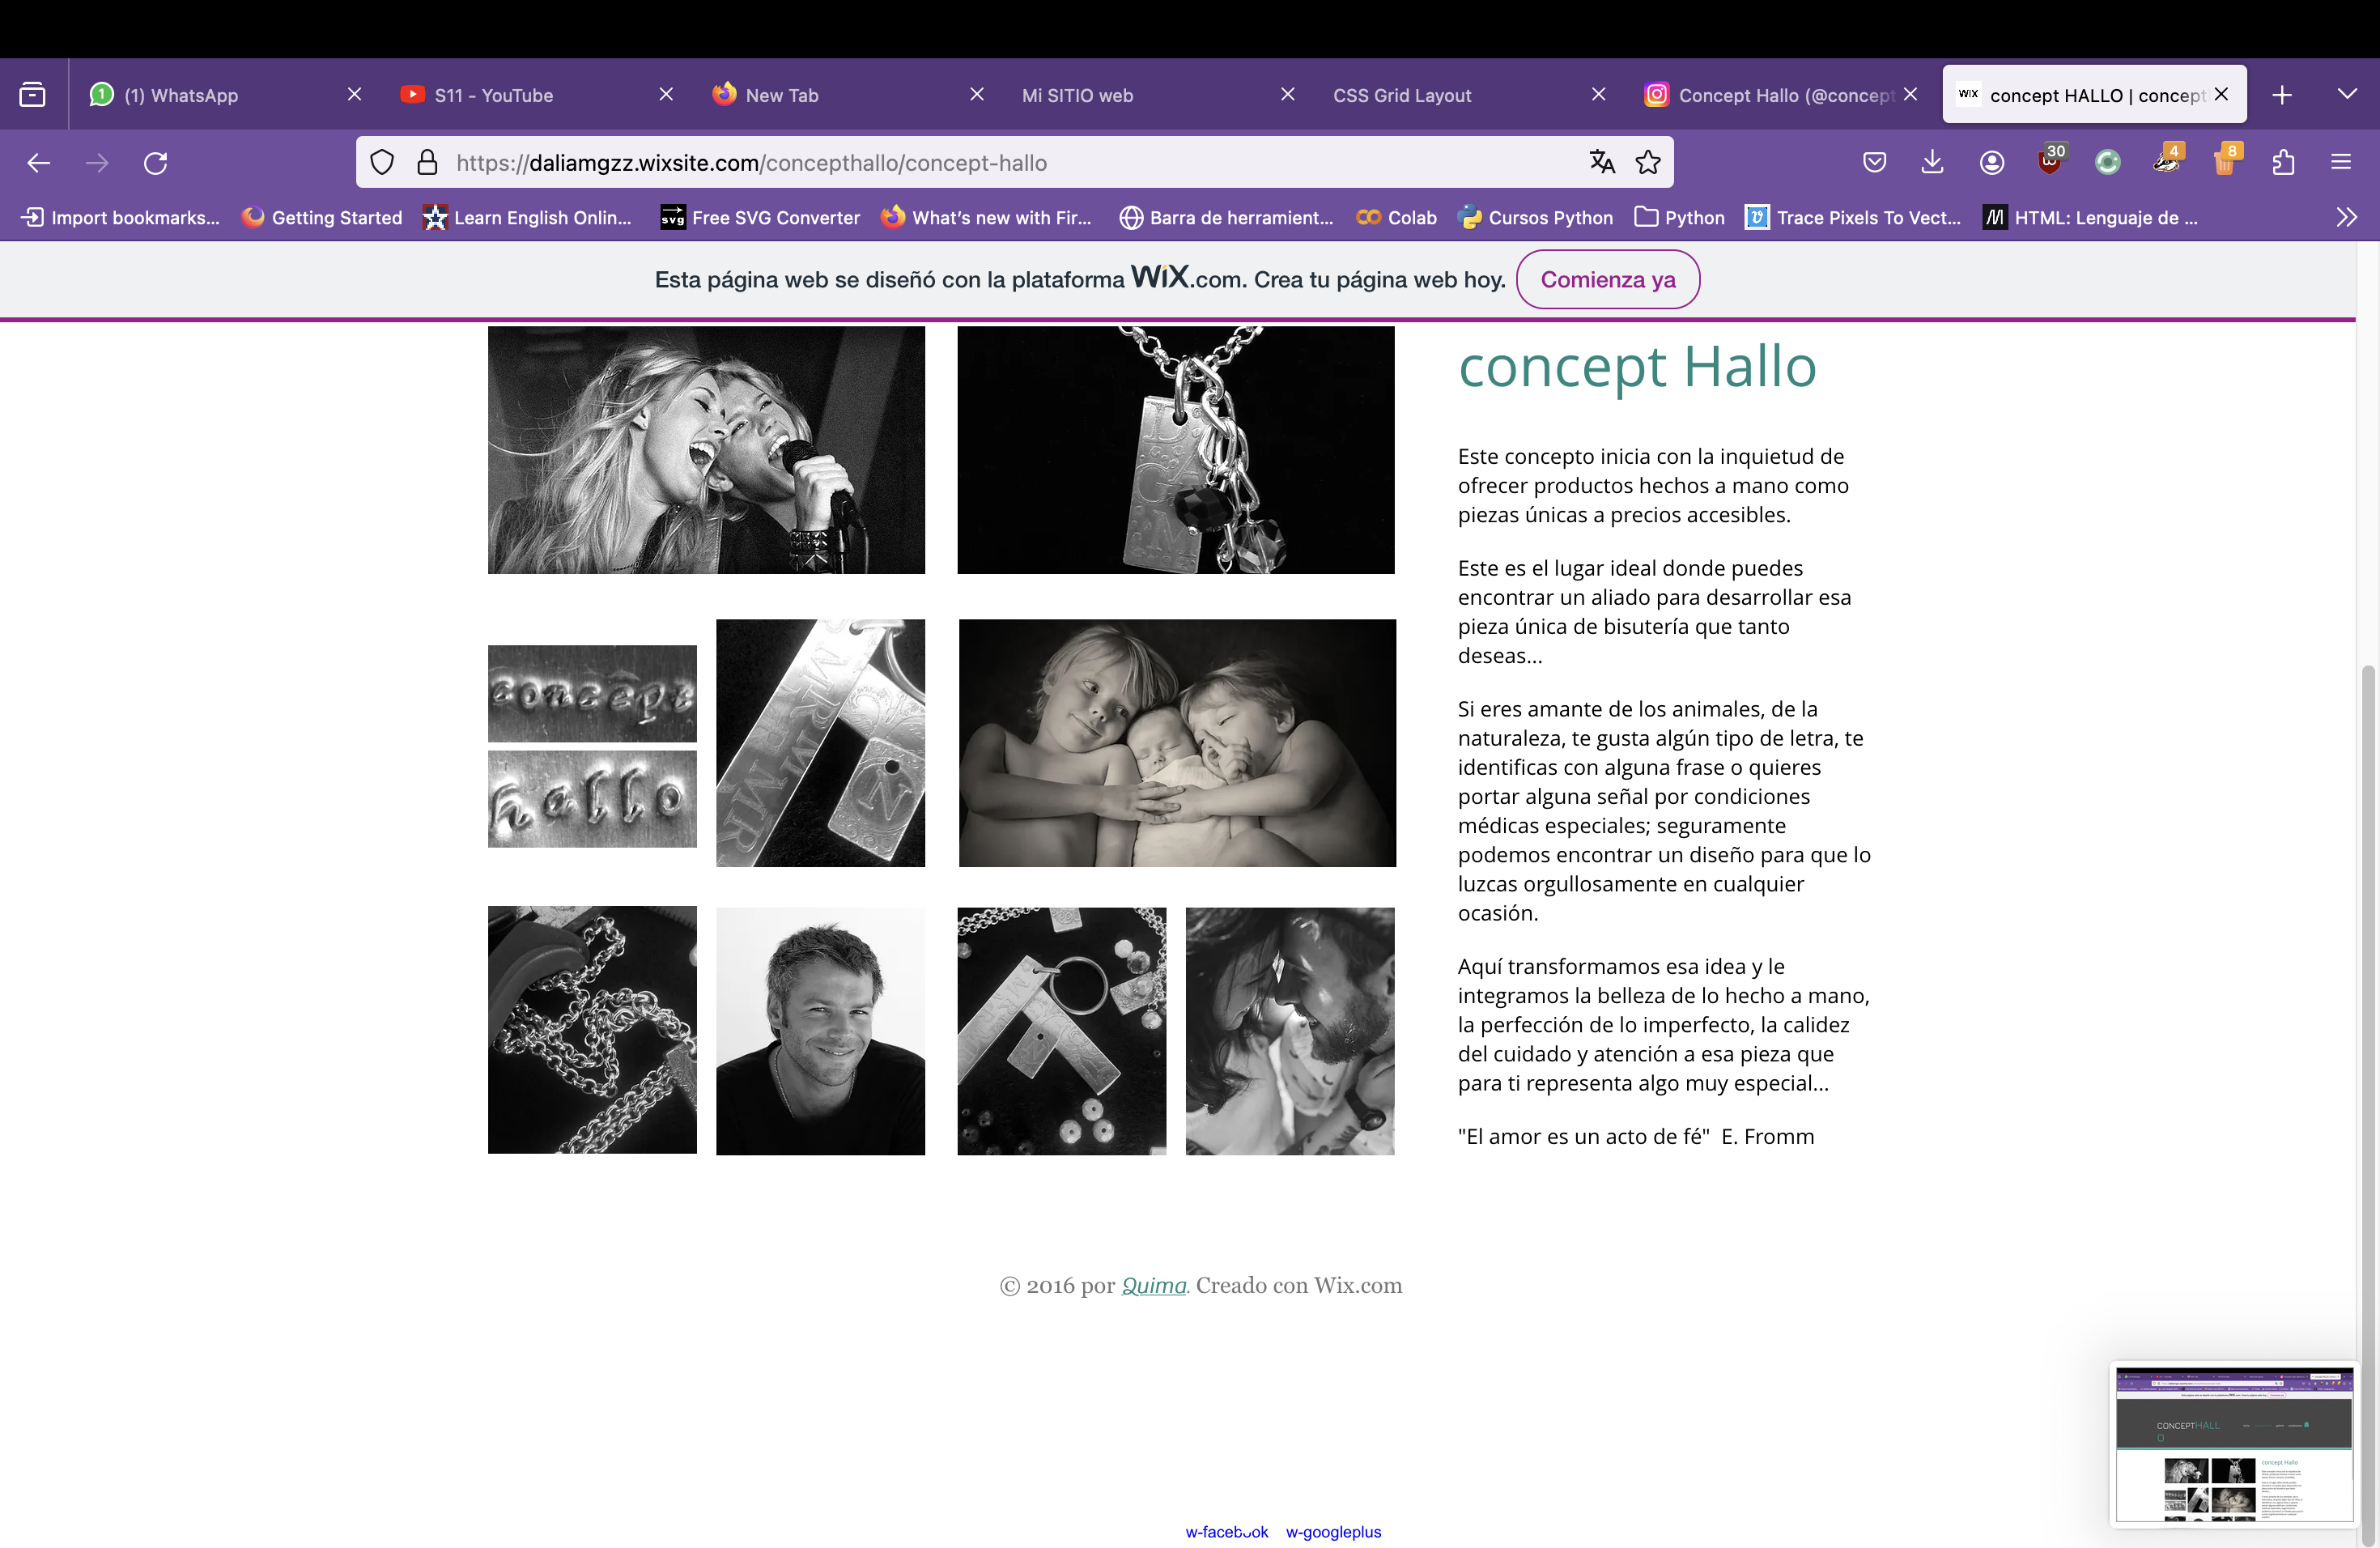 (1) WhatsApp
S11 - YouTube
New Tab
Mi SITIO web
CSS Grid Layout
Concept Hallo (@concept
WIX concept HALLO | concept
https://daliamgzz.wixsite.com/concepthallo/concept-hallo
30
4
8
Import bookmarks...
Getting Started
Learn English Onlin...
svg Free SVG Converter
What's new with Fir...
Barra de herramient...
Colab
Cursos Python
Python
Trace Pixels To Vect...
HTML: Lenguaje de ...
Esta página web se diseñó con la plataforma WiX.com. Crea tu página web hoy. Comienza ya
concept Hallo
Este concepto inicia con la inquietud de
ofrecer productos hechos a mano como
piezas únicas a precios accesibles.
Este es el lugar ideal donde puedes
encontrar un aliado para desarrollar esa
pieza única de bisutería que tanto
deseas...
Si eres amante de los animales, de la
naturaleza, te gusta algún tipo de letra, te
identificas con alguna frase o quieres
portar alguna señal por condiciones
médicas especiales; seguramente
podemos encontrar un diseño para que lo
luzcas orgullosamente en cualquier
ocasión.
Aquí transformamos esa idea y le
integramos la belleza de lo hecho a mano,
la perfección de lo imperfecto, la calidez
del cuidado y atención a esa pieza que
para ti representa algo muy especial...
"El amor es un acto de fé"  E. Fromm
concept
hallo
© 2016 por Quima. Creado con Wix.com
w-facebook
w-googleplus
CONCEPTHALL
O
concept Hallo